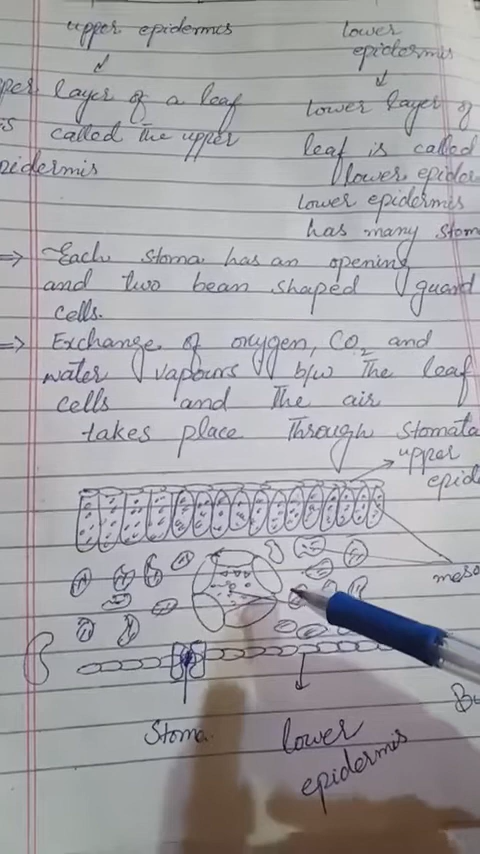 upper epidermis
lower
epidermis
per layer of a leaf
is called the upper
pidermis
lower layer of
leaf is called
lower epider
lower epidermis
has many stom
⇒ Each stoma has an opening
and two bean shaped guard
cells.
⇒ Exchange of oxygen, CO2 and
water vapours b/w The leaf
cells and The air
takes place Through Stomata
upper
epid
meso
Stoma
lower
epidermis